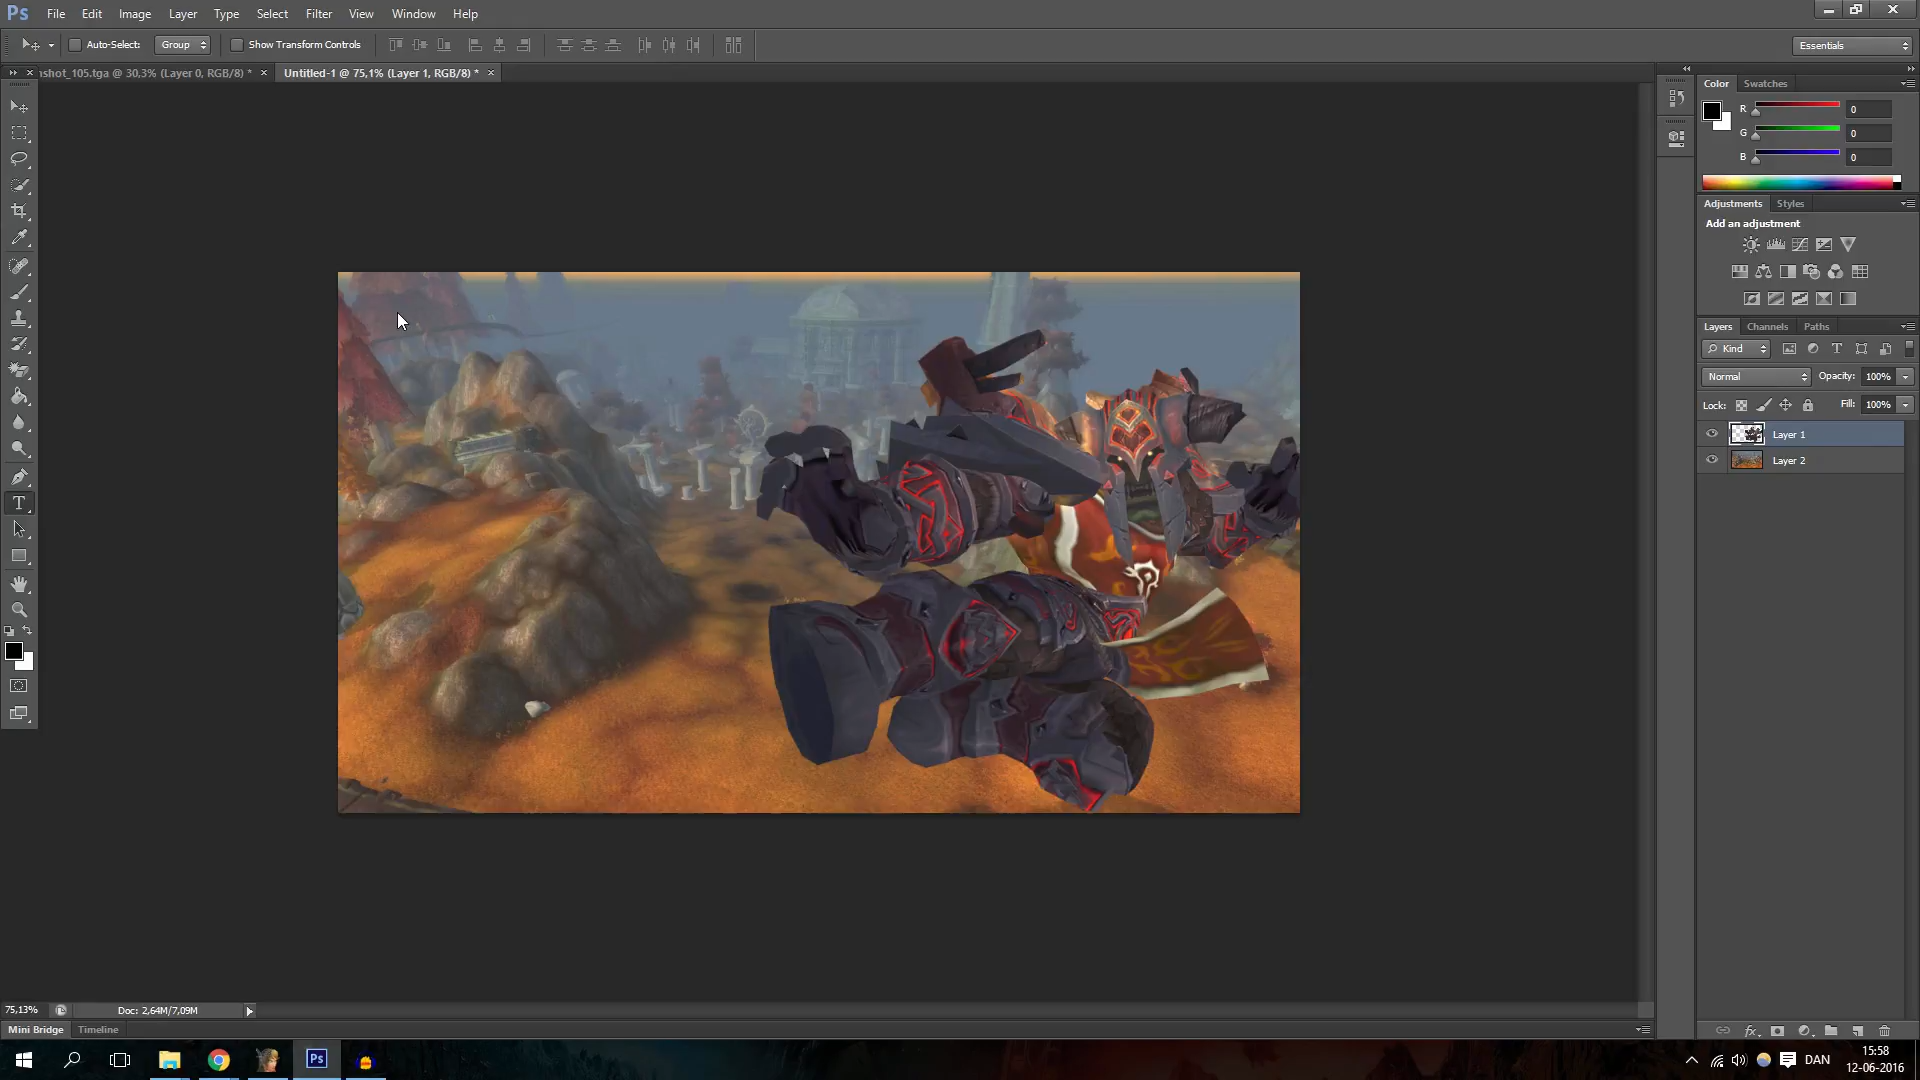 Ps File Edit Image Layer Type Select Filter View Window Help
Auto-Select: Group Show Transform Controls Essentials
shot_105.tga @ 30,3% (Layer 0, RGB/8) * × Untitled-1 @ 75,1% (Layer 1, RGB/8) * ×
Color Swatches
R 0
G 0
B 0
Adjustments Styles
Add an adjustment
Layers Channels Paths
Kind
Normal Opacity: 100%
Lock: Fill: 100%
Layer 1
Layer 2
T
75,13% Doc: 2,64M/7,09M
Mini Bridge Timeline
fx
Ps DAN 15:58
12-06-2016